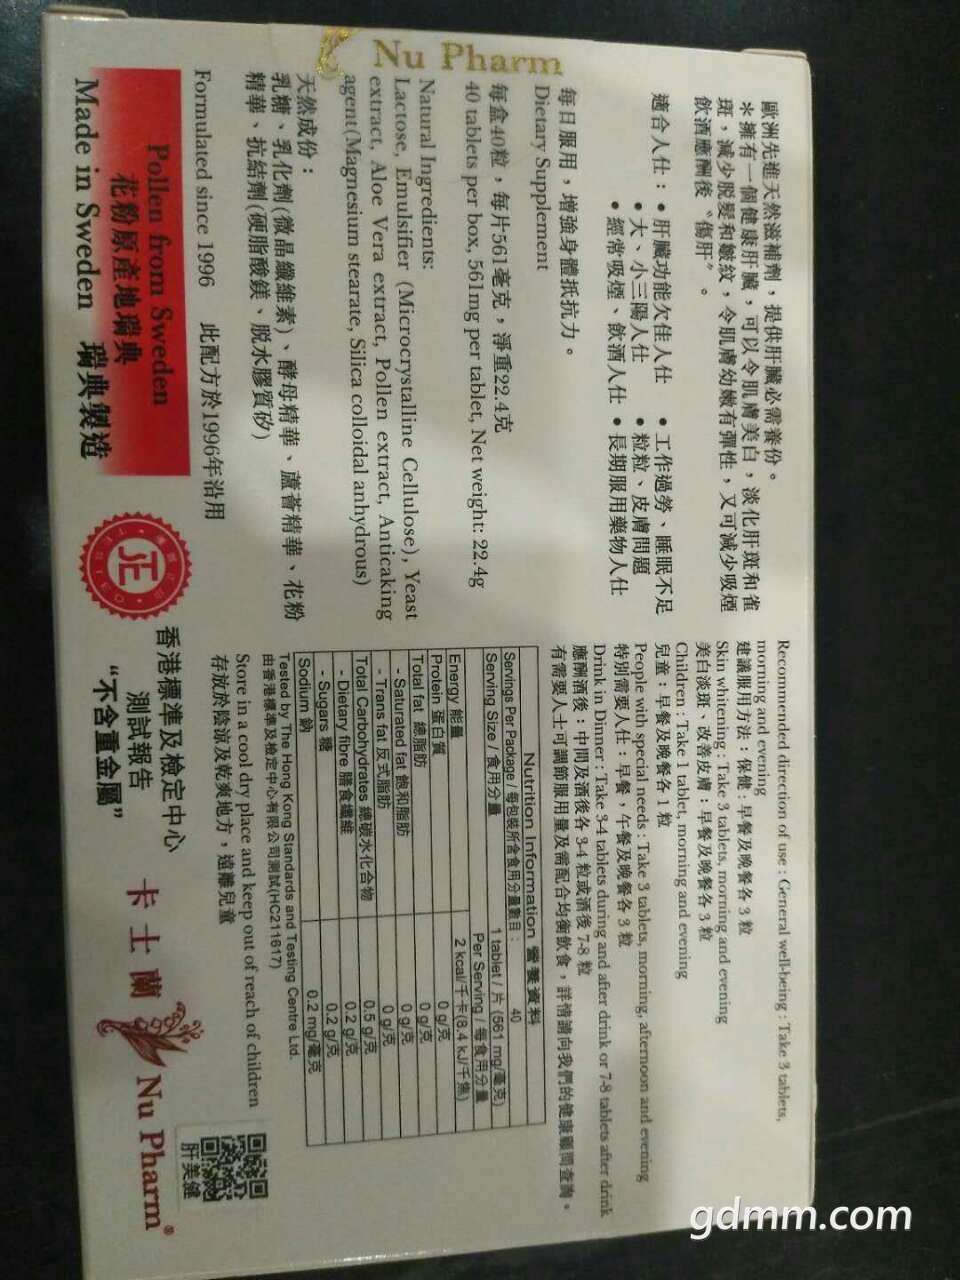 Nu Pharm
歐洲先進天然滋補劑，提供肝臟必需養份。
＊擁有一個健康肝臟，可以令肌膚美白，淡化肝斑和雀
斑，減少脫髮和皺紋，令肌膚幼嫩有彈性，又可減少吸煙
飲酒應酬後“傷肝”。
適合人仕：•肝臟功能欠佳人仕 •工作過勞、睡眠不足
•大、小三陽人仕 •粒粒、皮膚問題
•經常吸煙、飲酒人仕 •長期服用藥物人仕
每日服用，增強身體抵抗力。
Dietary Supplement
每盒40粒，每片561毫克，淨重22.4克
40 tablets per box, 561mg per tablet, Net weight: 22.4g
Natural Ingredients:
Lactose, Emulsifier (Microcrystalline Cellulose), Yeast
extract, Aloe Vera extract, Pollen extract, Anticaking
agent(Magnesium stearate, Silica colloidal anhydrous)
天然成份：
乳糖、乳化劑(微晶纖維素)、酵母精華、蘆薈精華、花粉
精華、抗結劑(硬脂酸鎂、脫水膠質矽)
Formulated since 1996 此配方於1996年沿用
Pollen from Sweden
花粉原產地瑞典
Made in Sweden 瑞典製造
Recommended direction of use : General well-being : Take 3 tablets,
morning and evening
建議服用方法：保健：早餐及晚餐各 3 粒
Skin whitening : Take 3 tablets, morning and evening
美白淡斑、改善皮膚：早餐及晚餐各 3 粒
Children : Take 1 tablet, morning and evening
兒童：早餐及晚餐各 1 粒
People with special needs : Take 3 tablets, morning, afternoon and evening
特別需要人仕：早餐，午餐及晚餐各 3 粒
Drink in Dinner : Take 3-4 tablets during and after drink or 7-8 tablets after drink
應酬酒後：中間及酒後各 3-4 粒或酒後 7-8 粒
有需要人士可調節服用量及需配合均衡飲食，詳情請向我們的健康顧問查詢。
Nutrition Information 營養資料
Servings Per Package / 每包裝所含食用分量數目： 40
Serving Size / 食用分量 1 tablet / 片 (561 mg/毫克)
Per Serving / 每食用分量
Energy 能量 2 kcal/千卡(8.4 kJ/千焦)
Protein 蛋白質 0 g/克
Total fat 總脂肪 0 g/克
- Saturated fat 飽和脂肪 0 g/克
- Trans fat 反式脂肪 0 g/克
Total Carbohydrates 總碳水化合物 0.5 g/克
- Dietary fibre 膳食纖維 0.2 g/克
- Sugars 糖 0.2 g/克
Sodium 鈉 0.2 mg/毫克
Tested by The Hong Kong Standards and Testing Centre Ltd.
由香港標準及檢定中心有限公司測試(HC211617)
Store in a cool dry place and keep out of reach of children
存放於陰涼及乾爽地方，遠離兒童
香港標準及檢定中心
測試報告
“不含重金屬”
卡士蘭 Nu Pharm®
肝美健
gdmm.com